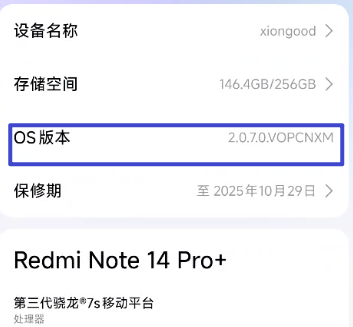 设备名称 xiongood
存储空间 146.4GB/256GB
OS版本 2.0.7.0.VOPCNXM
保修期 至 2025年10月29日
Redmi Note 14 Pro+
第三代骁龙®7s移动平台
处理器